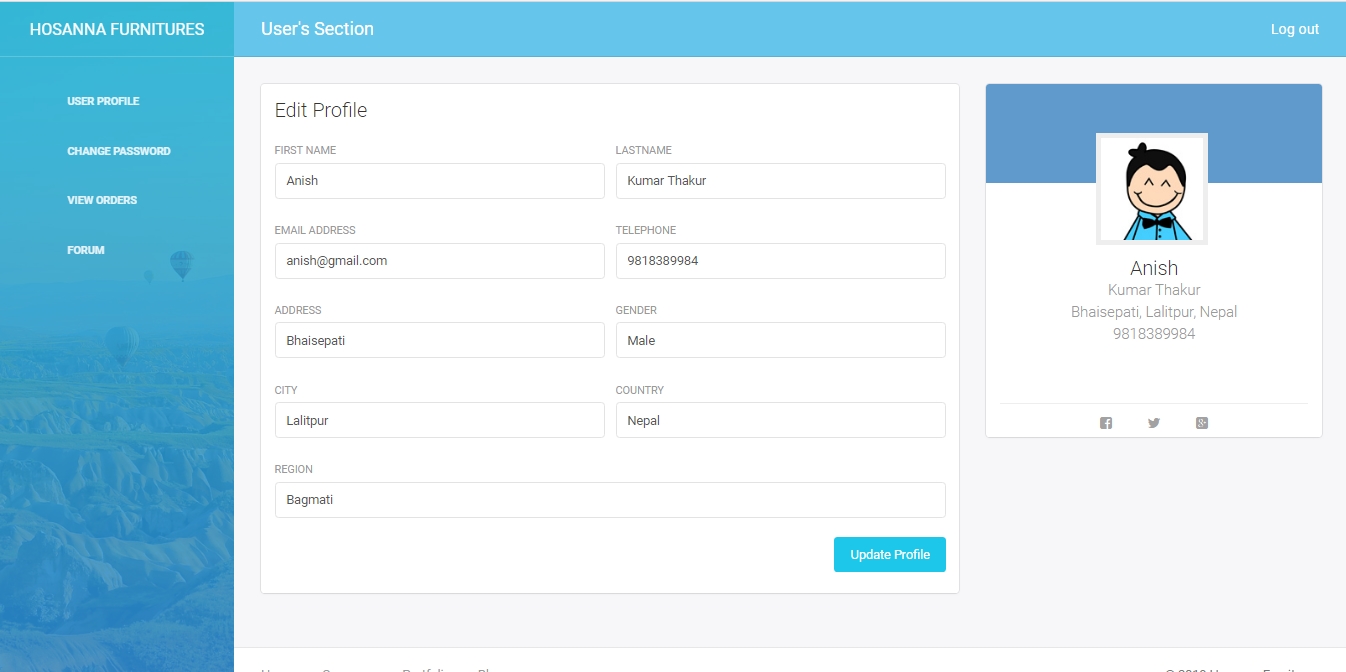 HOSANNA FURNITURES
User's Section
Log out
USER PROFILE
CHANGE PASSWORD
VIEW ORDERS
FORUM
Edit Profile
FIRST NAME
LASTNAME
Anish
Kumar Thakur
EMAIL ADDRESS
TELEPHONE
anish@gmail.com
9818389984
ADDRESS
GENDER
Bhaisepati
Male
CITY
COUNTRY
Lalitpur
Nepal
REGION
Bagmati
Update Profile
Anish
Kumar Thakur
Bhaisepati, Lalitpur, Nepal
9818389984